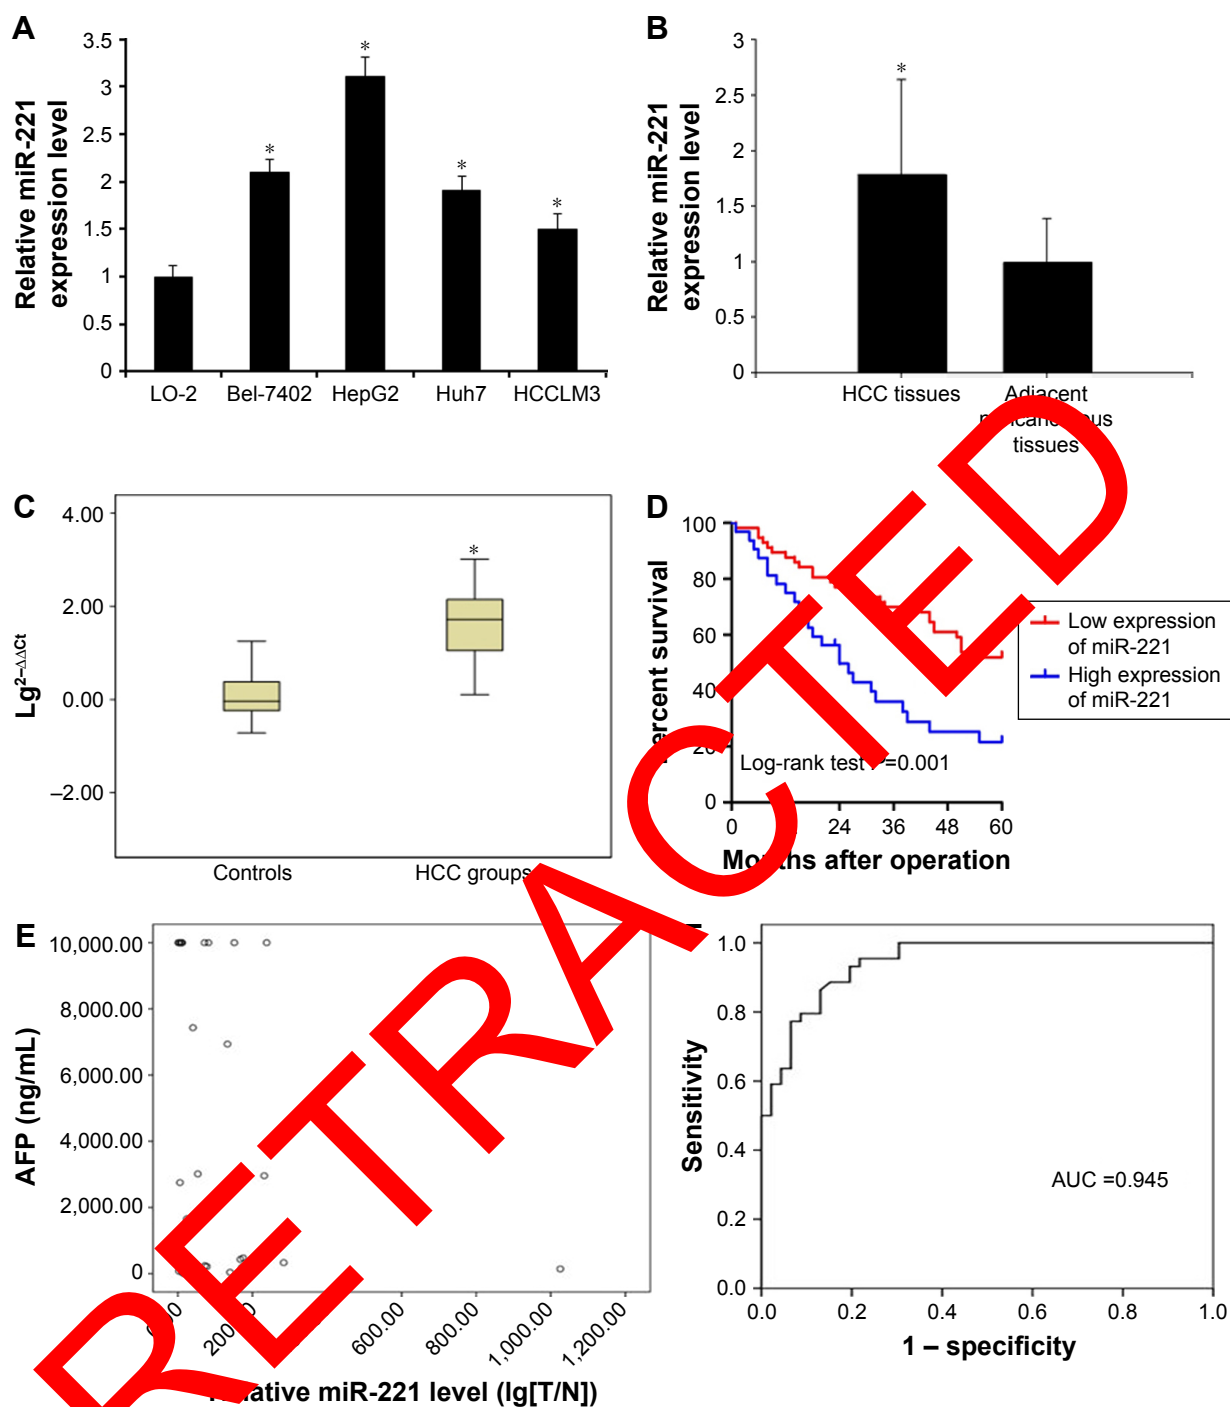 A
Relative miR-221
expression level
3.5
3
2.5
2
1.5
1
0.5
0
*
*
*
*
LO-2 Bel-7402 HepG2 Huh7 HCCLM3
B
Relative miR-221
expression level
3
2.5
2
1.5
1
0.5
0
*
HCC tissues
Adjacent
tissues
C
Lg2–ΔΔCt
4.00
2.00
0.00
–2.00
*
Controls
HCC groups
D
survival
100
80
60
40
20
0
Log-rank test =0.001
0 24 36 48 60
after operation
Low expression
of miR-221
High expression
of miR-221
E
AFP (ng/mL)
10,000.00
8,000.00
6,000.00
4,000.00
2,000.00
0
600.00
800.00
1,000.00
1,200.00
miR-221 level (lg[T/N])
Sensitivity
1.0
0.8
0.6
0.4
0.2
0.0
AUC =0.945
0.0 0.2 0.4 0.6 0.8 1.0
1 – specificity
RETRACTED